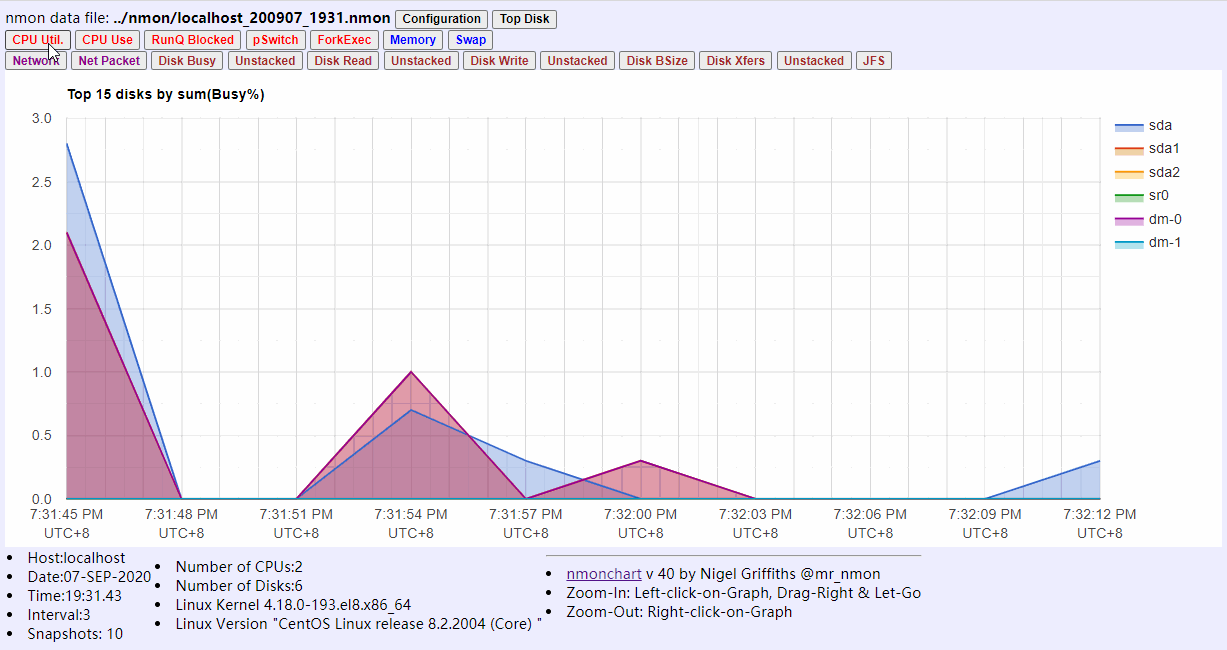 nmon data file: ../nmon/localhost_200907_1931.nmon Configuration Top Disk
CPU Util. CPU Use RunQ Blocked pSwitch ForkExec Memory Swap
Network Net Packet Disk Busy Unstacked Disk Read Unstacked Disk Write Unstacked Disk BSize Disk Xfers Unstacked JFS
Top 15 disks by sum(Busy%)
3.0
2.5
2.0
1.5
1.0
0.5
0.0
sda
sda1
sda2
sr0
dm-0
dm-1
7:31:45 PM 7:31:48 PM 7:31:51 PM 7:31:54 PM 7:31:57 PM 7:32:00 PM 7:32:03 PM 7:32:06 PM 7:32:09 PM 7:32:12 PM
UTC+8 UTC+8 UTC+8 UTC+8 UTC+8 UTC+8 UTC+8 UTC+8 UTC+8 UTC+8
Host:localhost
Date:07-SEP-2020
Time:19:31.43
Interval:3
Snapshots: 10
Number of CPUs:2
Number of Disks:6
Linux Kernel 4.18.0-193.el8.x86_64
Linux Version "CentOS Linux release 8.2.2004 (Core) "
nmonchart v 40 by Nigel Griffiths @mr_nmon
Zoom-In: Left-click-on-Graph, Drag-Right & Let-Go
Zoom-Out: Right-click-on-Graph